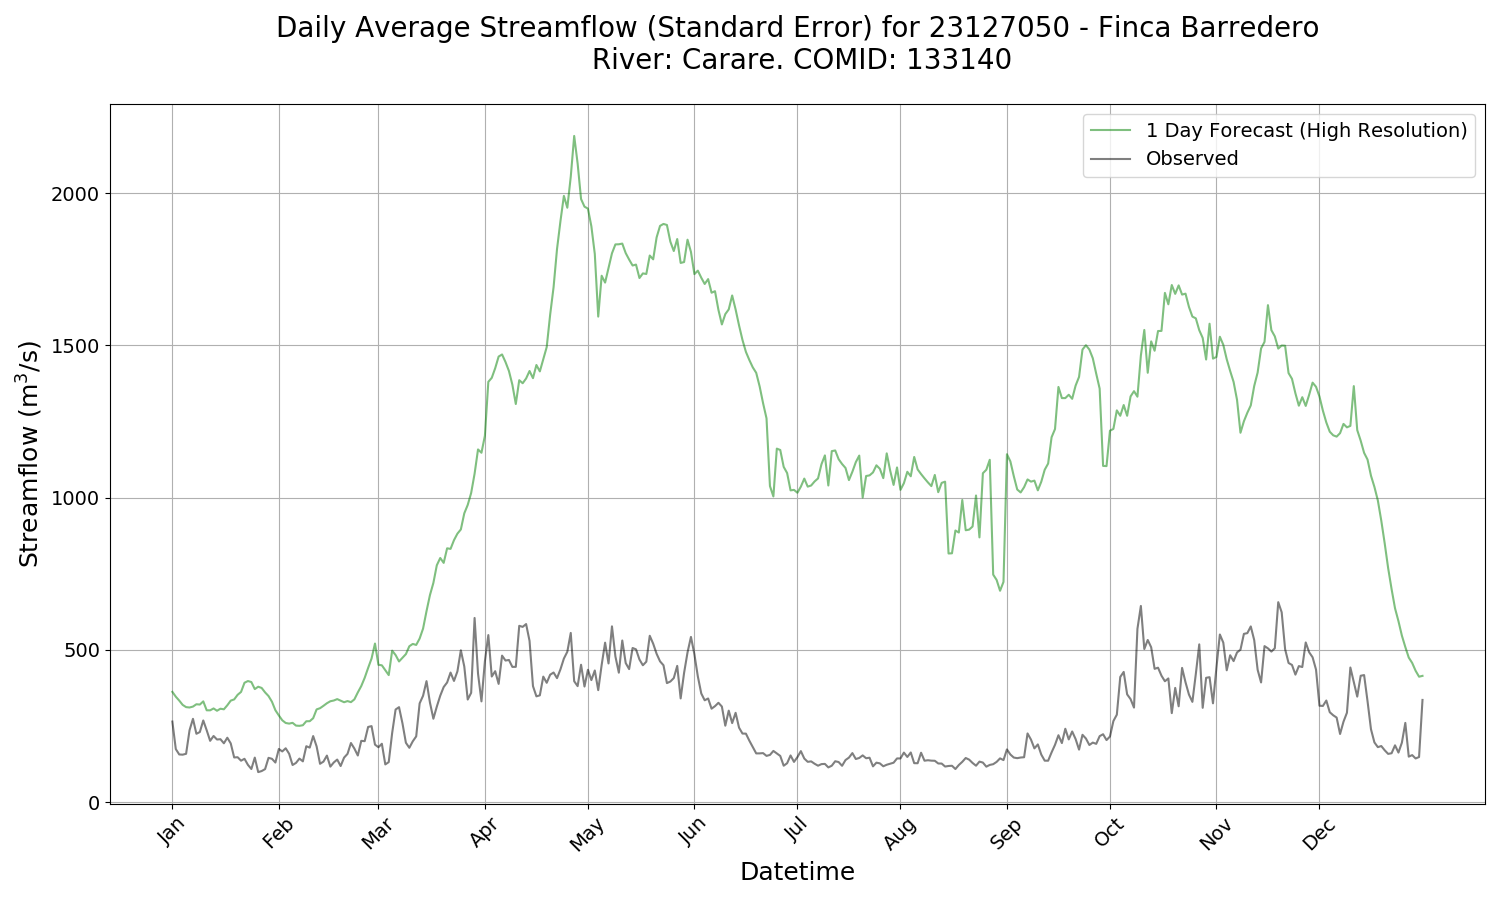 Daily Average Streamflow (Standard Error) for 23127050 - Finca Barredero
River: Carare. COMID: 133140
1 Day Forecast (High Resolution)
Observed
Streamflow (m³/s)
2000
1500
1000
500
0
Jan
Feb
Mar
Apr
May
Jun
Jul
Aug
Sep
Oct
Nov
Dec
Datetime